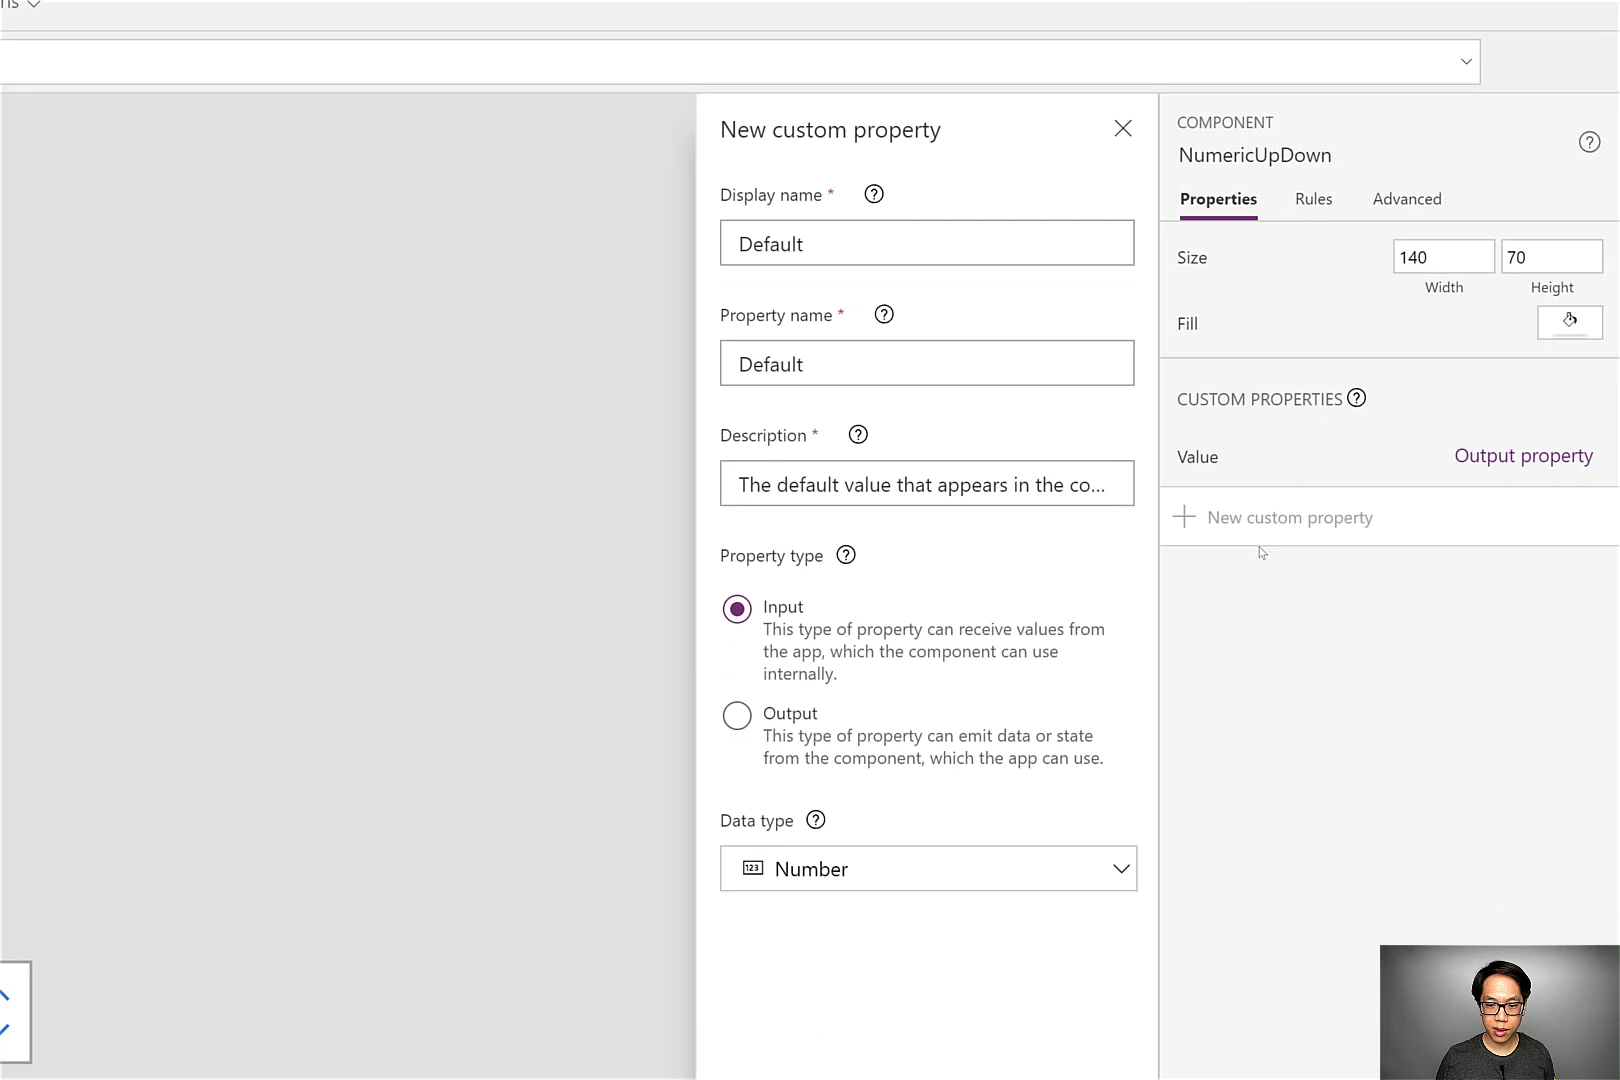 New custom property
Display name *
Default
Property name *
Default
Description *
The default value that appears in the co...
Property type
Input
This type of property can receive values from
the app, which the component can use
internally.
Output
This type of property can emit data or state
from the component, which the app can use.
Data type
123 Number
COMPONENT
NumericUpDown
Properties Rules Advanced
Size 140 70
Width Height
Fill
CUSTOM PROPERTIES
Value Output property
New custom property